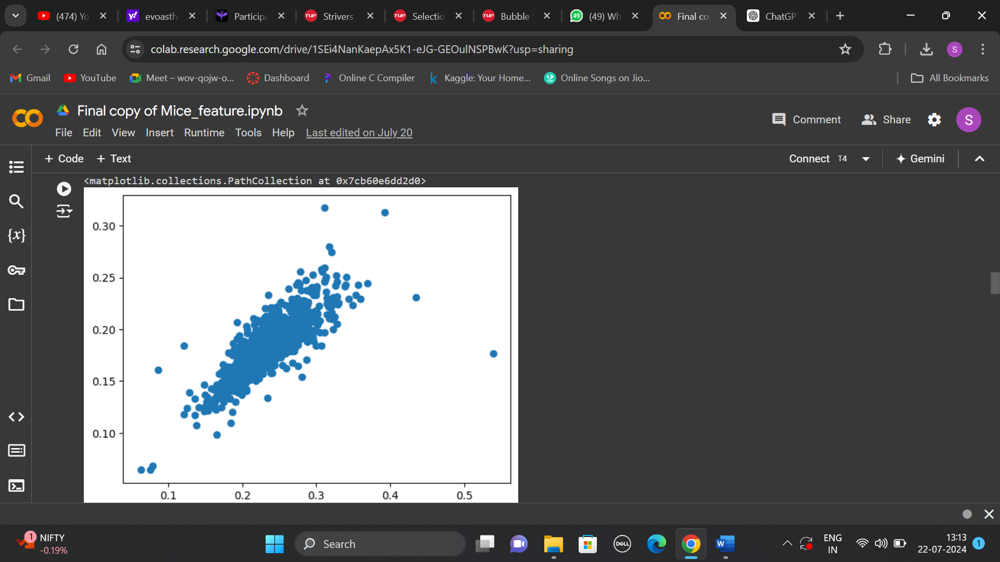 (474) Yo
evoasth
Participa
Strivers
Selectio
Bubble
(49) Wh
Final co
ChatGP
colab.research.google.com/drive/1SEi4NanKaepAx5K1-eJG-GEOulNSPBwK?usp=sharing
S
Gmail
YouTube
Meet – wov-qojw-o...
Dashboard
Online C Compiler
Kaggle: Your Home...
Online Songs on Jio...
All Bookmarks
Final copy of Mice_feature.ipynb
File Edit View Insert Runtime Tools Help Last edited on July 20
Comment
Share
S
+ Code + Text
Connect T4
Gemini
<matplotlib.collections.PathCollection at 0x7cb60e6dd2d0>
{x}
0.30
0.25
0.20
0.15
0.10
0.1 0.2 0.3 0.4 0.5
1
NIFTY
-0.19%
Search
DELL
W
ENG
IN
13:13
22-07-2024
1